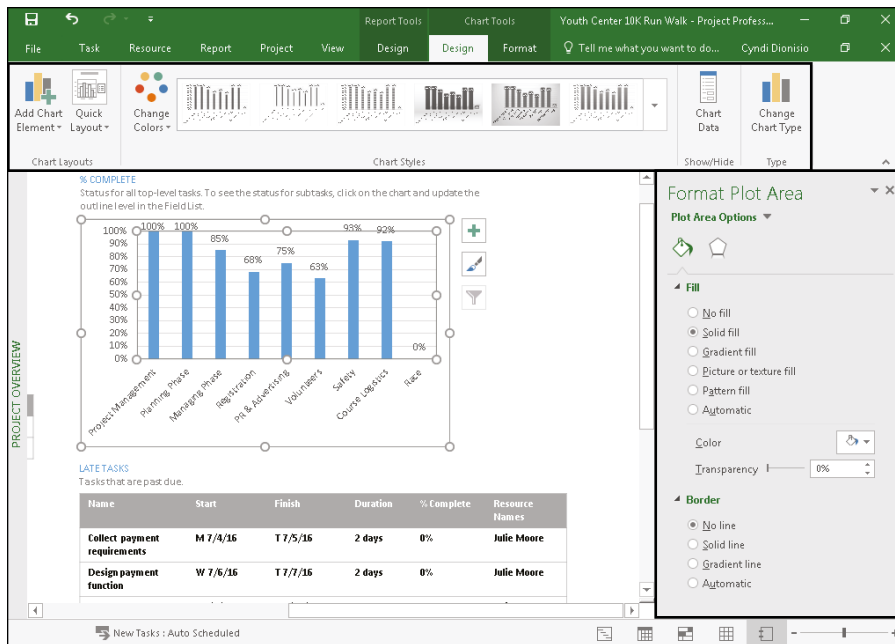 Report Tools Chart Tools Youth Center 10K Run Walk - Project Profess...
File Task Resource Report Project View Design Design Format Tell me what you want to do... Cyndi Dionisio
Add Chart Element Quick Layout Change Colors Chart Data Change Chart Type
Chart Layouts Chart Styles Show/Hide Type
% COMPLETE
Status for all top-level tasks. To see the status for subtasks, click on the chart and update the
outline level in the Field List.
100%
90%
80%
70%
60%
50%
40%
30%
20%
10%
0%
100% 100% 85% 68% 75% 63% 93% 92% 0%
Project Management Planning Phase Managing Phase Registration PR & Advertising Volunteers Safety Course Logistics Race
PROJECT OVERVIEW
LATE TASKS
Tasks that are past due.
Name Start Finish Duration % Complete Resource Names
Collect payment requirements M 7/4/16 T 7/5/16 2 days 0% Julie Moore
Design payment function W 7/6/16 T 7/7/16 2 days 0% Julie Moore
Format Plot Area
Plot Area Options
Fill
No fill
Solid fill
Gradient fill
Picture or texture fill
Pattern fill
Automatic
Color
Transparency 0%
Border
No line
Solid line
Gradient line
Automatic
New Tasks : Auto Scheduled